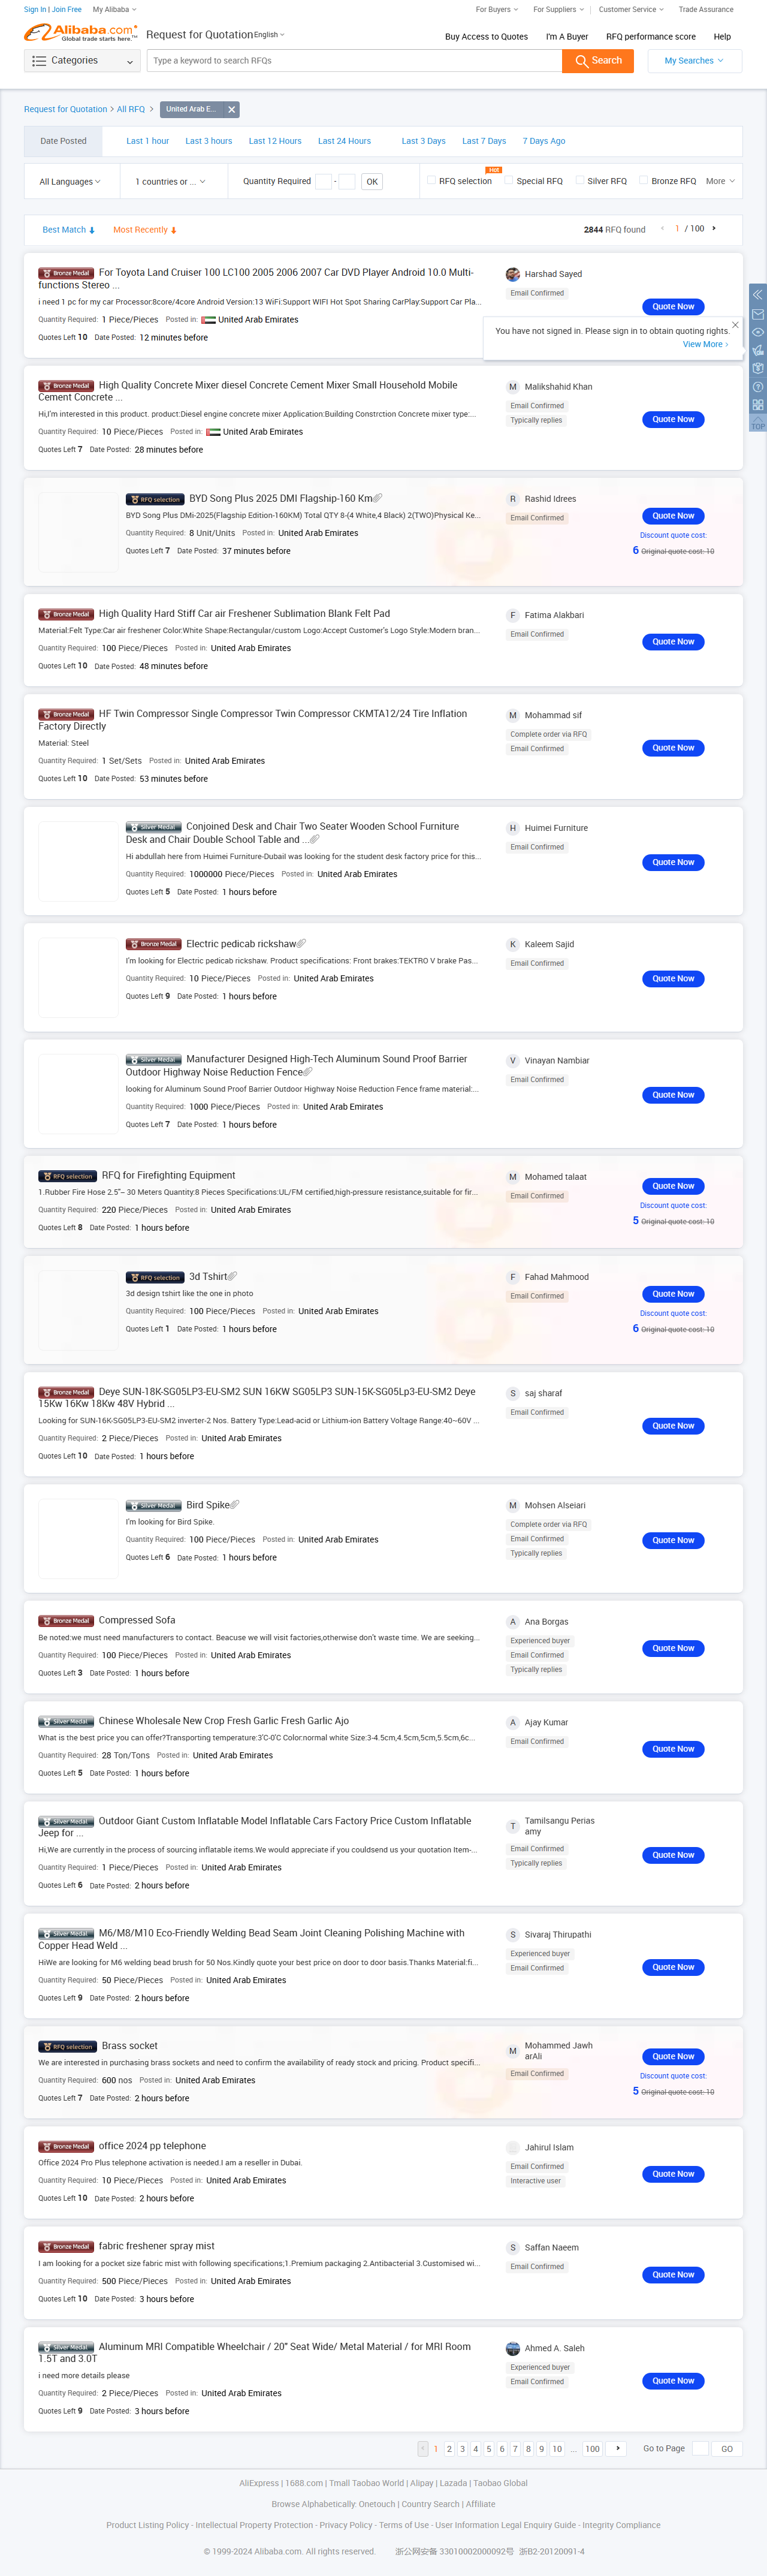 Sign In | Join Free
My Alibaba
For Buyers
For Suppliers
Customer Service
Trade Assurance
Alibaba.com
Global trade starts here.™
Request for Quotation
English
Buy Access to Quotes
I'm A Buyer
RFQ performance score
Help
Categories
Type a keyword to search RFQs
Search
My Searches
Request for Quotation > All RFQ >
United Arab E...
Date Posted
Last 1 hour
Last 3 hours
Last 12 Hours
Last 24 Hours
Last 3 Days
Last 7 Days
7 Days Ago
All Languages
1 countries or ...
Quantity Required
-
OK
Hot
RFQ selection
Special RFQ
Silver RFQ
Bronze RFQ
More
Best Match
Most Recently
2844 RFQ found
1 / 100
Bronze Medal For Toyota Land Cruiser 100 LC100 2005 2006 2007 Car DVD Player Android 10.0 Multi-
functions Stereo ...
i need 1 pc for my car Processor:8core/4core Android Version:13 WiFi:Support WIFI Hot Spot Sharing CarPlay:Support Car Pla...
Quantity Required: 1 Piece/Pieces Posted in: United Arab Emirates
Quotes Left 10 Date Posted: 12 minutes before
Harshad Sayed
Email Confirmed
Quote Now
You have not signed in. Please sign in to obtain quoting rights.
View More
TOP
Bronze Medal High Quality Concrete Mixer diesel Concrete Cement Mixer Small Household Mobile
Cement Concrete ...
Hi,I'm interested in this product. product:Diesel engine concrete mixer Application:Building Constrction Concrete mixer type:...
Quantity Required: 10 Piece/Pieces Posted in: United Arab Emirates
Quotes Left 7 Date Posted: 28 minutes before
M Malikshahid Khan
Email Confirmed
Typically replies
Quote Now
RFQ selection BYD Song Plus 2025 DMI Flagship-160 Km
BYD Song Plus DMi-2025(Flagship Edition-160KM) Total QTY 8-(4 White,4 Black) 2(TWO)Physical Ke...
Quantity Required: 8 Unit/Units Posted in: United Arab Emirates
Quotes Left 7 Date Posted: 37 minutes before
R Rashid Idrees
Email Confirmed
Quote Now
Discount quote cost:
6 Original quote cost: 10
Bronze Medal High Quality Hard Stiff Car air Freshener Sublimation Blank Felt Pad
Material:Felt Type:Car air freshener Color:White Shape:Rectangular/custom Logo:Accept Customer's Logo Style:Modern bran...
Quantity Required: 100 Piece/Pieces Posted in: United Arab Emirates
Quotes Left 10 Date Posted: 48 minutes before
F Fatima Alakbari
Email Confirmed
Quote Now
Bronze Medal HF Twin Compressor Single Compressor Twin Compressor CKMTA12/24 Tire Inflation
Factory Directly
Material: Steel
Quantity Required: 1 Set/Sets Posted in: United Arab Emirates
Quotes Left 10 Date Posted: 53 minutes before
M Mohammad sif
Complete order via RFQ
Email Confirmed
Quote Now
Silver Medal Conjoined Desk and Chair Two Seater Wooden School Furniture
Desk and Chair Double School Table and ...
Hi abdullah here from Huimei Furniture-Dubail was looking for the student desk factory price for this...
Quantity Required: 1000000 Piece/Pieces Posted in: United Arab Emirates
Quotes Left 5 Date Posted: 1 hours before
H Huimei Furniture
Email Confirmed
Quote Now
Bronze Medal Electric pedicab rickshaw
I'm looking for Electric pedicab rickshaw. Product specifications: Front brakes:TEKTRO V brake Pas...
Quantity Required: 10 Piece/Pieces Posted in: United Arab Emirates
Quotes Left 9 Date Posted: 1 hours before
K Kaleem Sajid
Email Confirmed
Quote Now
Silver Medal Manufacturer Designed High-Tech Aluminum Sound Proof Barrier
Outdoor Highway Noise Reduction Fence
looking for Aluminum Sound Proof Barrier Outdoor Highway Noise Reduction Fence frame material:...
Quantity Required: 1000 Piece/Pieces Posted in: United Arab Emirates
Quotes Left 7 Date Posted: 1 hours before
V Vinayan Nambiar
Email Confirmed
Quote Now
RFQ selection RFQ for Firefighting Equipment
1.Rubber Fire Hose 2.5"– 30 Meters Quantity:8 Pieces Specifications:UL/FM certified,high-pressure resistance,suitable for fir...
Quantity Required: 220 Piece/Pieces Posted in: United Arab Emirates
Quotes Left 8 Date Posted: 1 hours before
M Mohamed talaat
Email Confirmed
Quote Now
Discount quote cost:
5 Original quote cost: 10
RFQ selection 3d Tshirt
3d design tshirt like the one in photo
Quantity Required: 100 Piece/Pieces Posted in: United Arab Emirates
Quotes Left 1 Date Posted: 1 hours before
F Fahad Mahmood
Email Confirmed
Quote Now
Discount quote cost:
6 Original quote cost: 10
Bronze Medal Deye SUN-18K-SG05LP3-EU-SM2 SUN 16KW SG05LP3 SUN-15K-SG05Lp3-EU-SM2 Deye
15Kw 16Kw 18Kw 48V Hybrid ...
Looking for SUN-16K-SG05LP3-EU-SM2 inverter-2 Nos. Battery Type:Lead-acid or Lithium-ion Battery Voltage Range:40~60V ...
Quantity Required: 2 Piece/Pieces Posted in: United Arab Emirates
Quotes Left 10 Date Posted: 1 hours before
S saj sharaf
Email Confirmed
Quote Now
Silver Medal Bird Spike
I'm looking for Bird Spike.
Quantity Required: 100 Piece/Pieces Posted in: United Arab Emirates
Quotes Left 6 Date Posted: 1 hours before
M Mohsen Alseiari
Complete order via RFQ
Email Confirmed
Typically replies
Quote Now
Bronze Medal Compressed Sofa
Be noted:we must need manufacturers to contact. Beacuse we will visit factories,otherwise don't waste time. We are seeking...
Quantity Required: 100 Piece/Pieces Posted in: United Arab Emirates
Quotes Left 3 Date Posted: 1 hours before
A Ana Borgas
Experienced buyer
Email Confirmed
Typically replies
Quote Now
Silver Medal Chinese Wholesale New Crop Fresh Garlic Fresh Garlic Ajo
What is the best price you can offer?Transporting temperature:3'C-0'C Color:normal white Size:3-4.5cm,4.5cm,5cm,5.5cm,6c...
Quantity Required: 28 Ton/Tons Posted in: United Arab Emirates
Quotes Left 5 Date Posted: 1 hours before
A Ajay Kumar
Email Confirmed
Quote Now
Silver Medal Outdoor Giant Custom Inflatable Model Inflatable Cars Factory Price Custom Inflatable
Jeep for ...
Hi,We are currently in the process of sourcing inflatable items.We would appreciate if you couldsend us your quotation Item-...
Quantity Required: 1 Piece/Pieces Posted in: United Arab Emirates
Quotes Left 6 Date Posted: 2 hours before
T Tamilsangu Perias
amy
Email Confirmed
Typically replies
Quote Now
Silver Medal M6/M8/M10 Eco-Friendly Welding Bead Seam Joint Cleaning Polishing Machine with
Copper Head Weld ...
HiWe are looking for M6 welding bead brush for 50 Nos.Kindly quote your best price on door to door basis.Thanks Material:fi...
Quantity Required: 50 Piece/Pieces Posted in: United Arab Emirates
Quotes Left 9 Date Posted: 2 hours before
S Sivaraj Thirupathi
Experienced buyer
Email Confirmed
Quote Now
RFQ selection Brass socket
We are interested in purchasing brass sockets and need to confirm the availability of ready stock and pricing. Product specifi...
Quantity Required: 600 nos Posted in: United Arab Emirates
Quotes Left 7 Date Posted: 2 hours before
M Mohammed Jawh
arAli
Email Confirmed
Quote Now
Discount quote cost:
5 Original quote cost: 10
Bronze Medal office 2024 pp telephone
Office 2024 Pro Plus telephone activation is needed.I am a reseller in Dubai.
Quantity Required: 10 Piece/Pieces Posted in: United Arab Emirates
Quotes Left 10 Date Posted: 2 hours before
Jahirul Islam
Email Confirmed
Interactive user
Quote Now
Bronze Medal fabric freshener spray mist
I am looking for a pocket size fabric mist with following specifications;1.Premium packaging 2.Antibacterial 3.Customised wi...
Quantity Required: 500 Piece/Pieces Posted in: United Arab Emirates
Quotes Left 10 Date Posted: 3 hours before
S Saffan Naeem
Email Confirmed
Quote Now
Silver Medal Aluminum MRI Compatible Wheelchair / 20" Seat Wide/ Metal Material / for MRI Room
1.5T and 3.0T
i need more details please
Quantity Required: 2 Piece/Pieces Posted in: United Arab Emirates
Quotes Left 9 Date Posted: 3 hours before
Ahmed A. Saleh
Experienced buyer
Email Confirmed
Quote Now
1 2 3 4 5 6 7 8 9 10 ... 100
Go to Page
GO
AliExpress | 1688.com | Tmall Taobao World | Alipay | Lazada | Taobao Global
Browse Alphabetically: Onetouch | Country Search | Affiliate
Product Listing Policy - Intellectual Property Protection - Privacy Policy - Terms of Use - User Information Legal Enquiry Guide - Integrity Compliance
© 1999-2024 Alibaba.com. All rights reserved. 浙公网安备 33010002000092号 浙B2-20120091-4